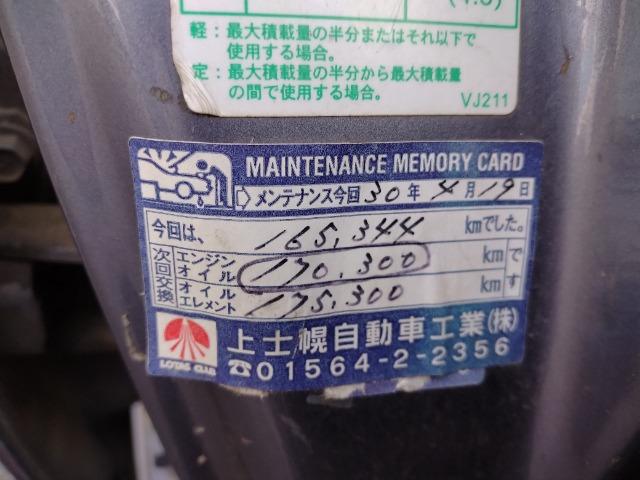 軽：最大積載量の半分またはそれ以下で
使用する場合。
定：最大積載量の半分から最大積載量
の間で使用する場合。
VJ211
MAINTENANCE MEMORY CARD
メンテナンス今回 30年 4月 19日
今回は、 165,344 kmでした。
次回交換 エンジンオイル 170.300 km
オイルエレメント 175,300 km
です
LOTAS CLUB
上士幌自動車工業(株)
☎01564-2-2356